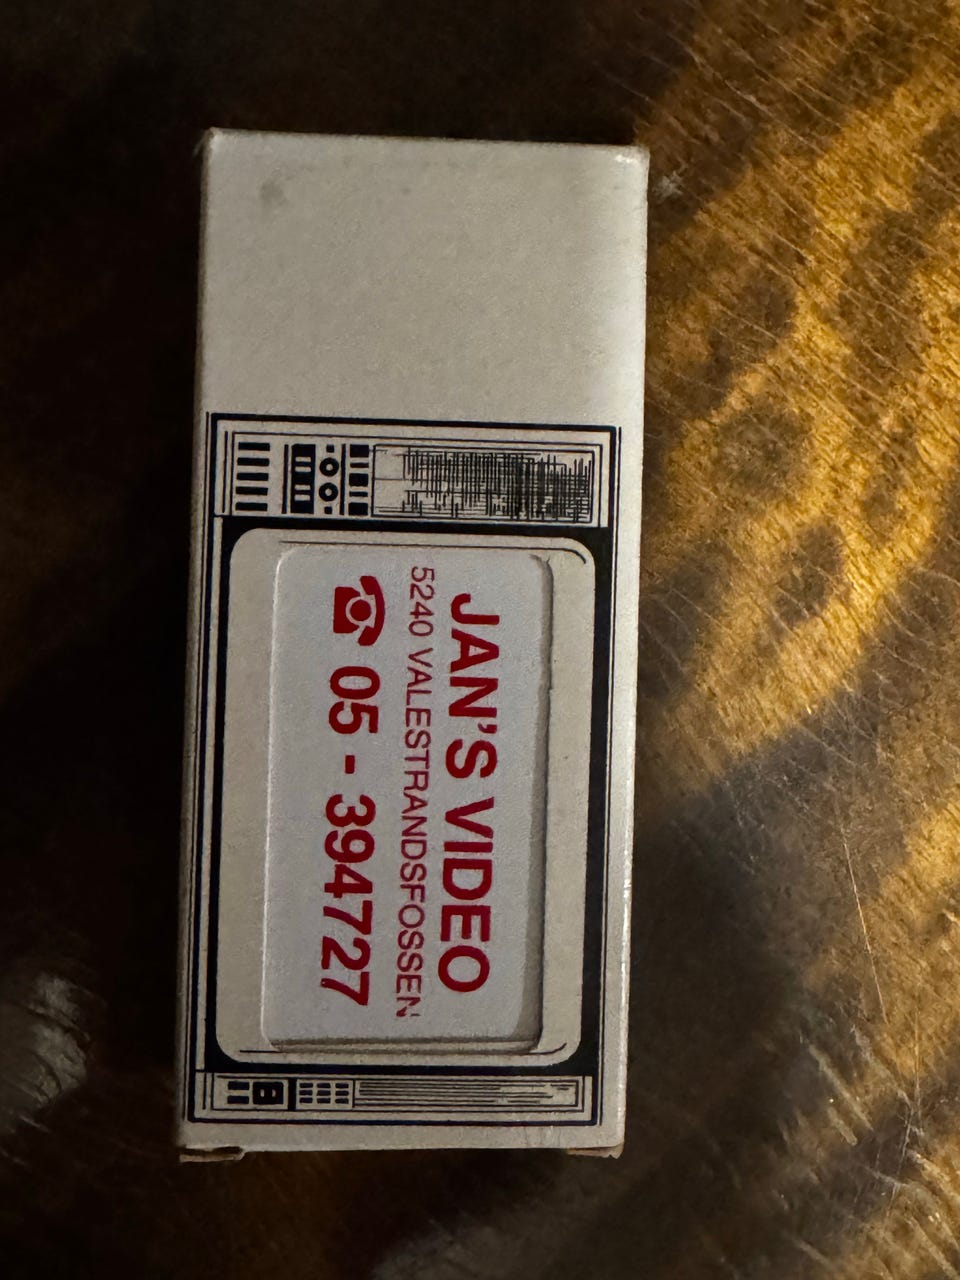 JAN'S VIDEO
5240 VALESTRANDSFOSSEN
☎ 05 - 394727